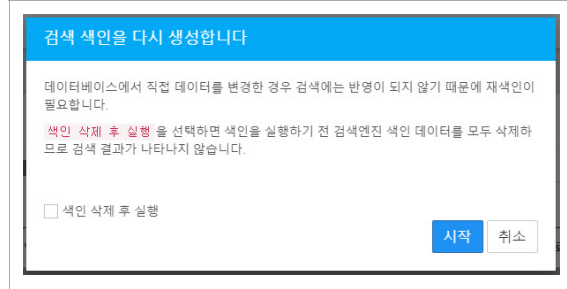 검색 색인을 다시 생성합니다
데이터베이스에서 직접 데이터를 변경한 경우 검색에는 반영이 되지 않기 때문에 재색인이
필요합니다.
색인 삭제 후 실행 을 선택하면 색인을 실행하기 전 검색엔진 색인 데이터를 모두 삭제하
므로 검색 결과가 나타나지 않습니다.
색인 삭제 후 실행
시작 취소